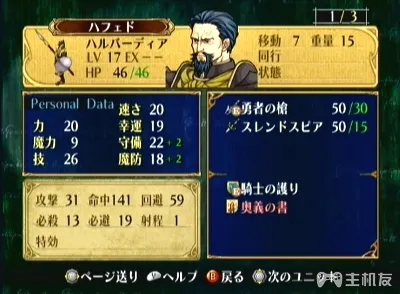 ハフェド
1/3
ハルバーディア
LV 17 EX --
HP 46/46
移動 7 重量 15
同行
状態
Personal Data
力 20
魔力 9
技 26
速さ 20
幸運 19
守備 22 +2
魔防 18 +2
勇者の槍 50/30
スレンドスピア 50/15
騎士の護り
奥義の書
攻撃 31 命中 141 回避 59
必殺 13 必避 19 射程 1
特効
ページ送り Y ヘルプ B 戻る 次のユニット
主机友